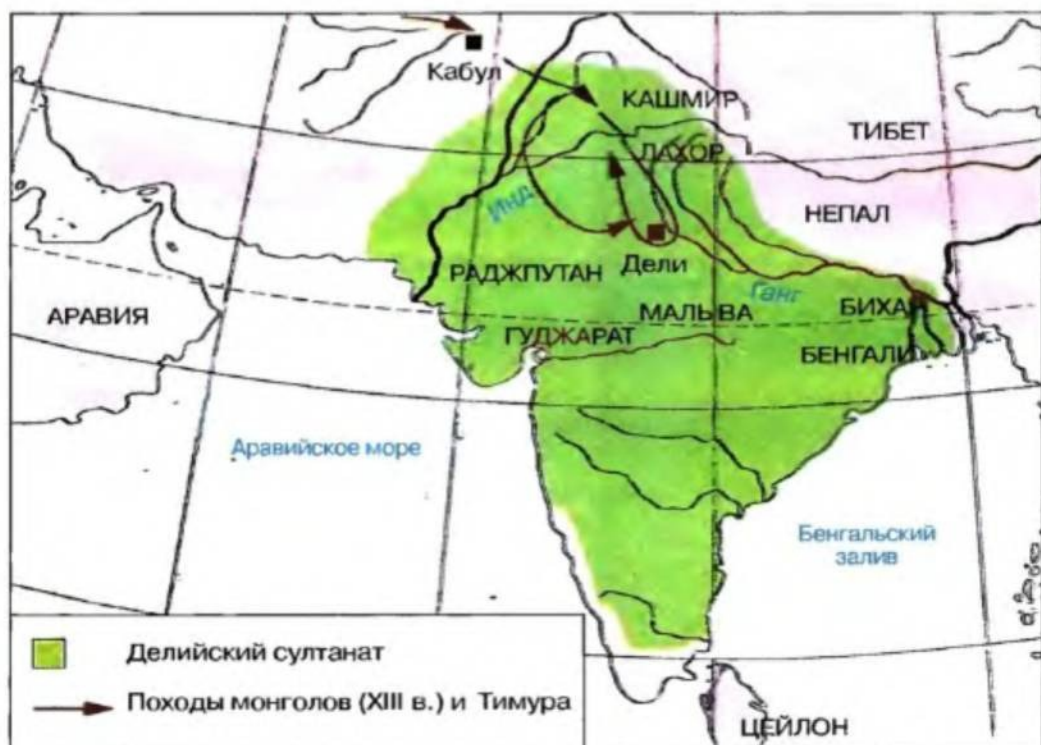 Кабул
КАШМИР
ТИБЕТ
ЛАХОР
Инд
НЕПАЛ
Дели
РАДЖПУТАН
Ганг
АРАВИЯ
МАЛЬВА
БИХАР
ГУДЖАРАТ
БЕНГАЛИ
Аравийское море
Бенгальский
залив
Делийский султанат
Походы монголов (XIII в.) и Тимура
ЦЕЙЛОН